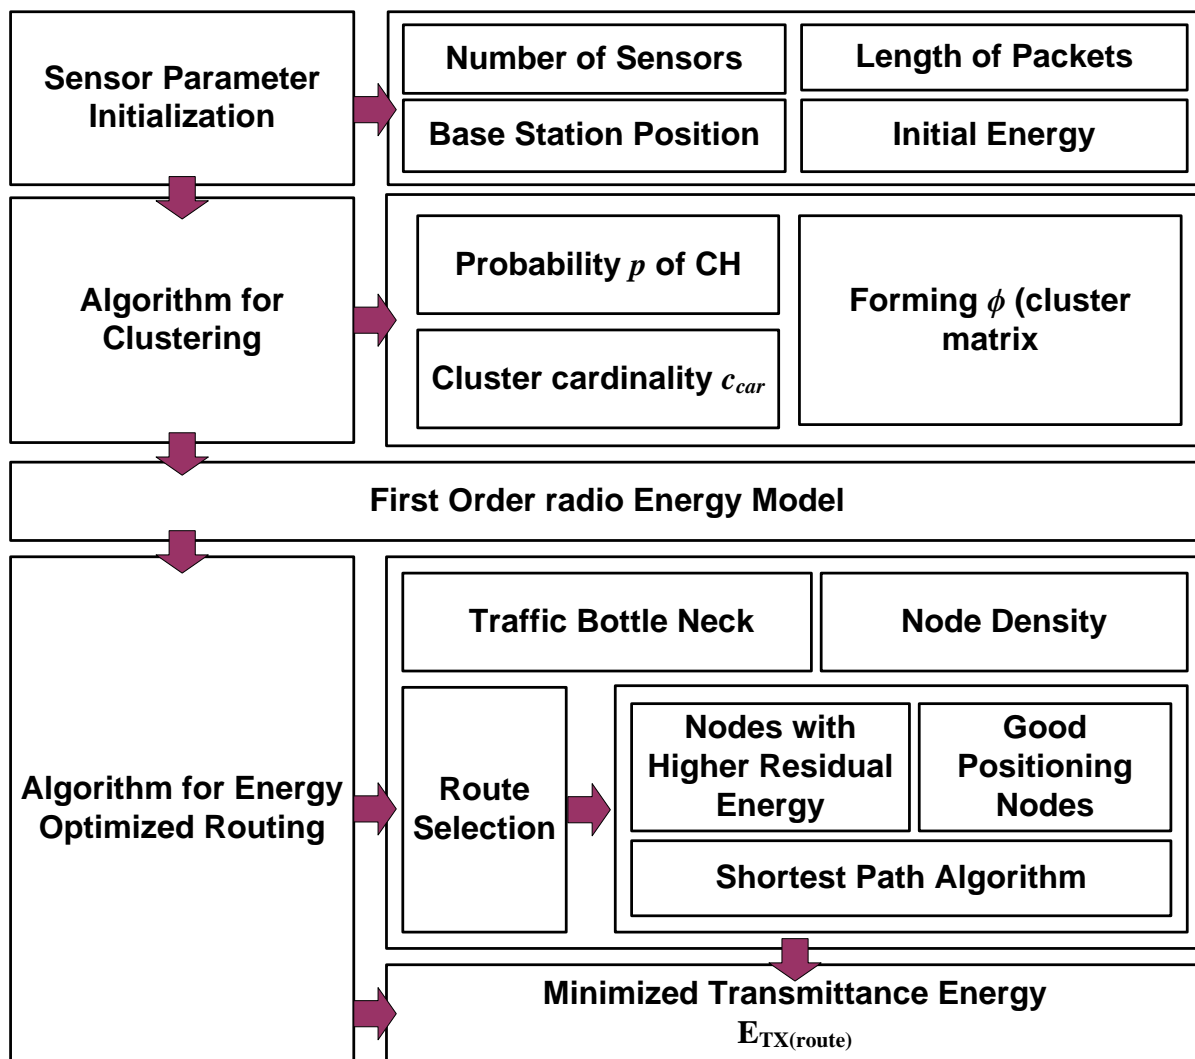 Sensor Parameter
Initialization
Number of Sensors
Length of Packets
Base Station Position
Initial Energy
Algorithm for
Clustering
Probability p of CH
Cluster cardinality c_car
Forming ϕ (cluster
matrix
First Order radio Energy Model
Algorithm for Energy
Optimized Routing
Traffic Bottle Neck
Node Density
Route
Selection
Nodes with
Higher Residual
Energy
Good
Positioning
Nodes
Shortest Path Algorithm
Minimized Transmittance Energy
E_TX(route)